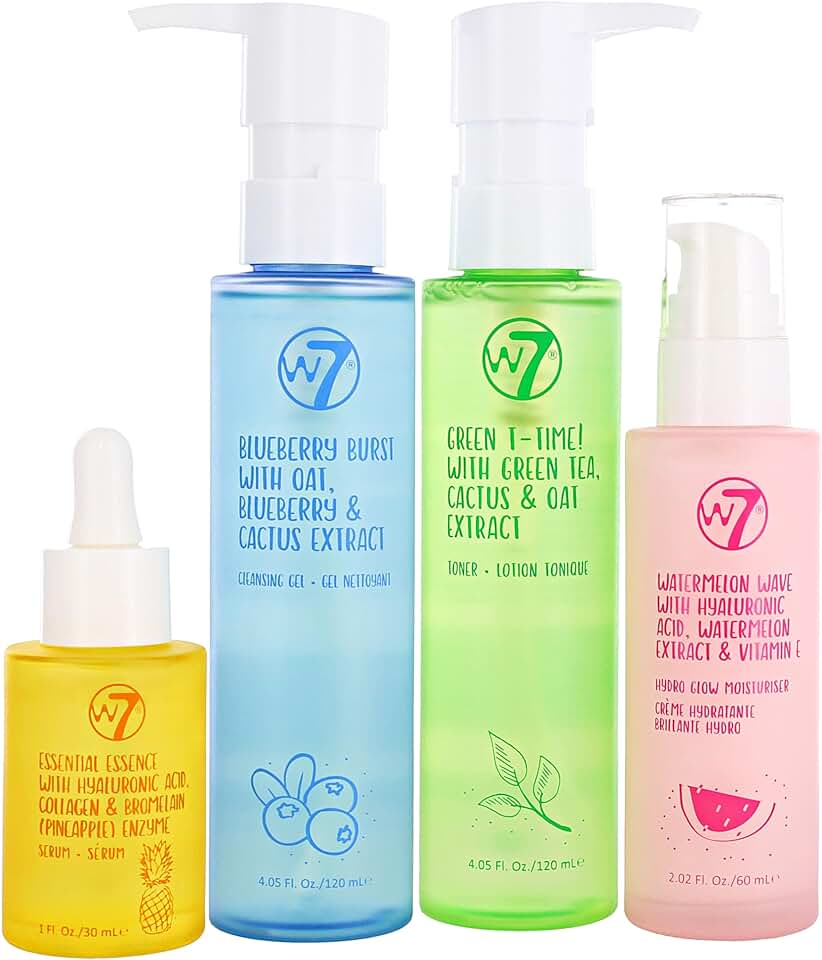 W7®
ESSENTIAL ESSENCE
WITH HYALURONIC ACID,
COLLAGEN & BROMELAIN
(PINEAPPLE) ENZYME
SERUM · SÉRUM
1 Fl. Oz./30 mL℮
W7®
BLUEBERRY BURST
WITH OAT,
BLUEBERRY &
CACTUS EXTRACT
CLEANSING GEL · GEL NETTOYANT
4.05 Fl. Oz./120 mL℮
W7®
GREEN T-TIME!
WITH GREEN TEA,
CACTUS & OAT
EXTRACT
TONER · LOTION TONIQUE
4.05 Fl. Oz./120 mL℮
W7®
WATERMELON WAVE
WITH HYALURONIC
ACID, WATERMELON
EXTRACT & VITAMIN E
HYDRO GLOW MOISTURISER
CRÈME HYDRATANTE
BRILLANTE HYDRO
2.02 Fl. Oz./60 mL℮